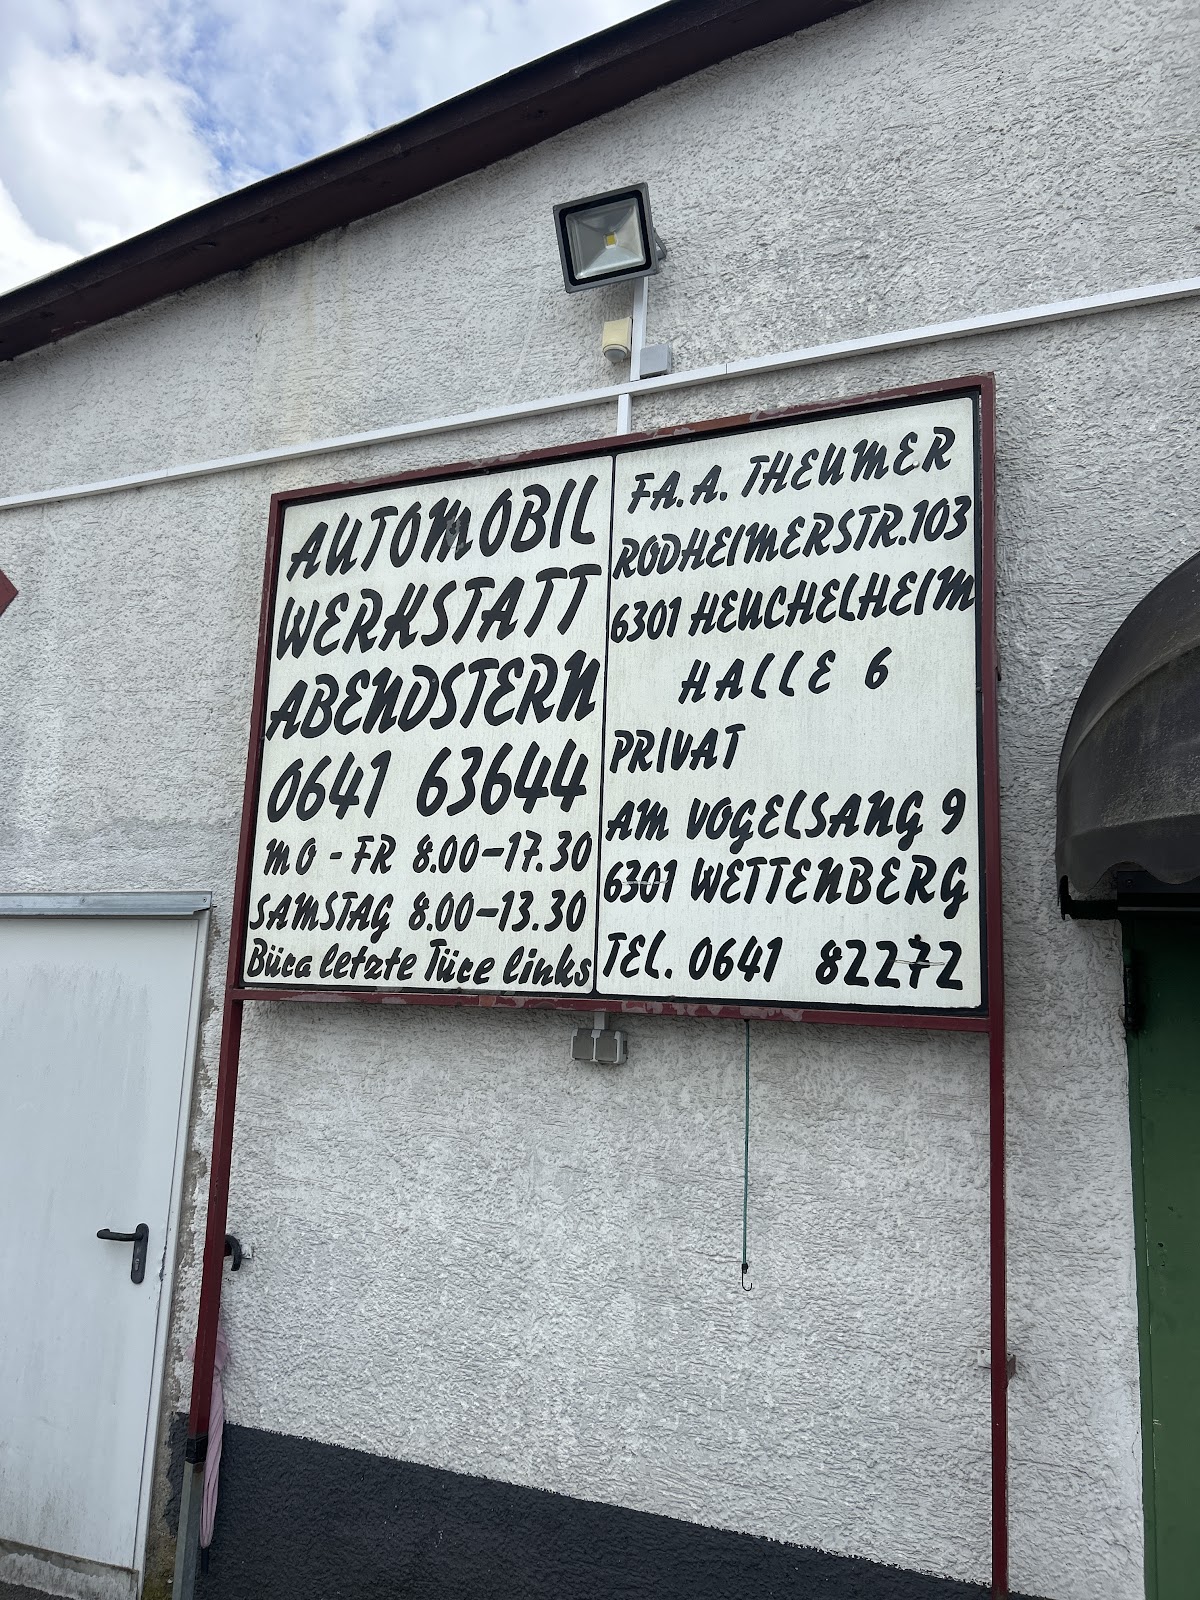 AUTOMOBIL
WERKSTATT
ABENDSTERN
0641 63644
MO - FR 8.00-17.30
SAMSTAG 8.00-13.30
Büro letzte Türe links
FA. A. THEUMER
RODHEIMERSTR.103
6301 HEUCHELHEIM
HALLE 6
PRIVAT
AM VOGELSANG 9
6301 WETTENBERG
TEL. 0641 82272